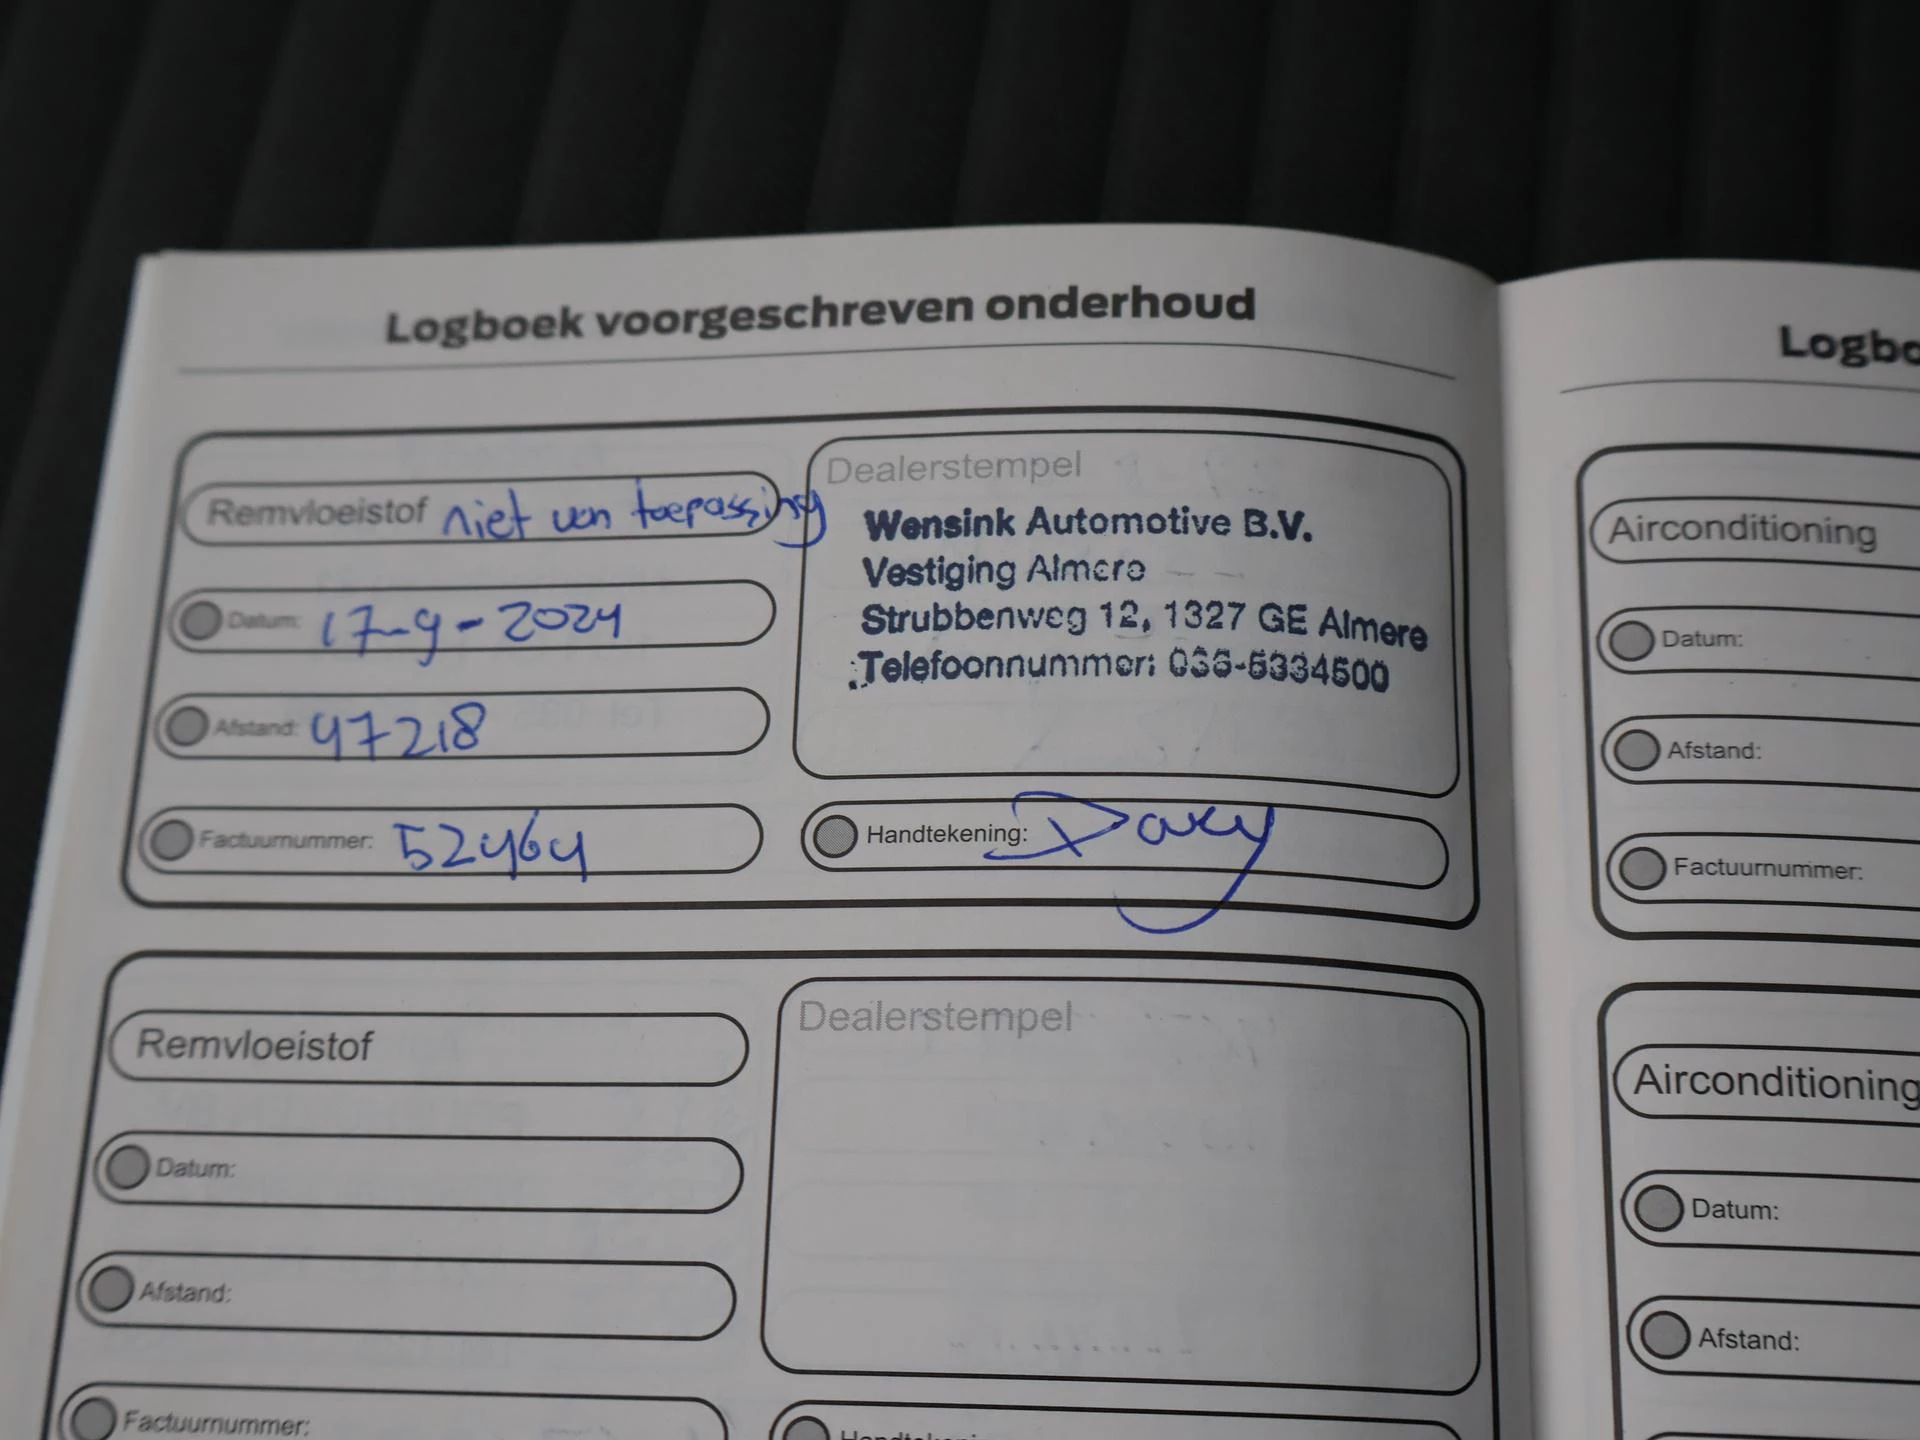 Logboek voorgeschreven onderhoud
Remvloeistof niet van toepassing
Datum: 17-9-2024
Afstand: 47218
Factuurnummer: 52464
Dealerstempel
Wensink Automotive B.V.
Vestiging Almere
Strubbenweg 12, 1327 GE Almere
Telefoonnummer: 036-5334500
Handtekening:
Remvloeistof
Datum:
Afstand:
Factuurnummer:
Dealerstempel
Logbo
Airconditioning
Datum:
Afstand:
Factuurnummer:
Airconditioning
Datum:
Afstand: